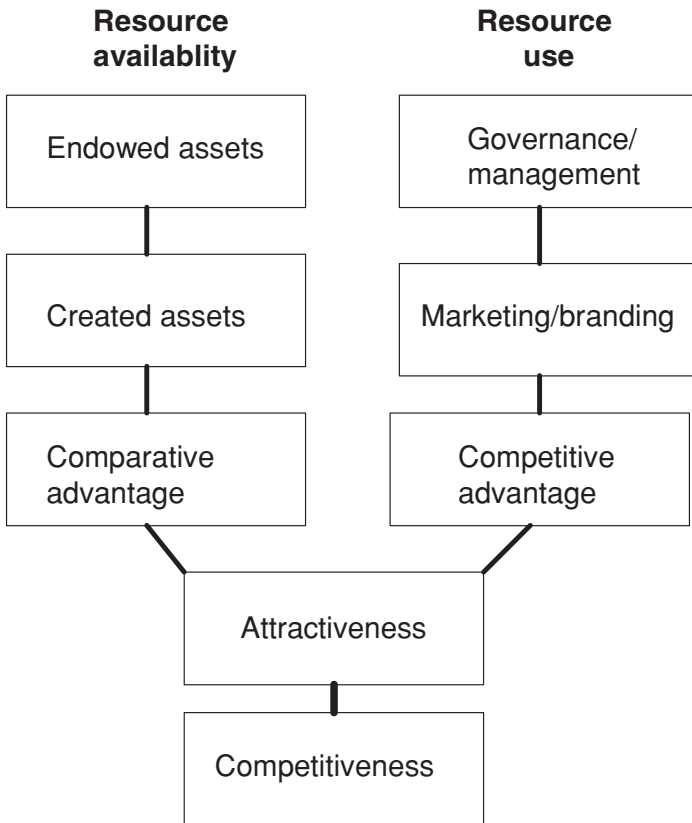 Resource
availablity
Resource
use
Endowed assets
Governance/
management
Created assets
Marketing/branding
Comparative
advantage
Competitive
advantage
Attractiveness
Competitiveness